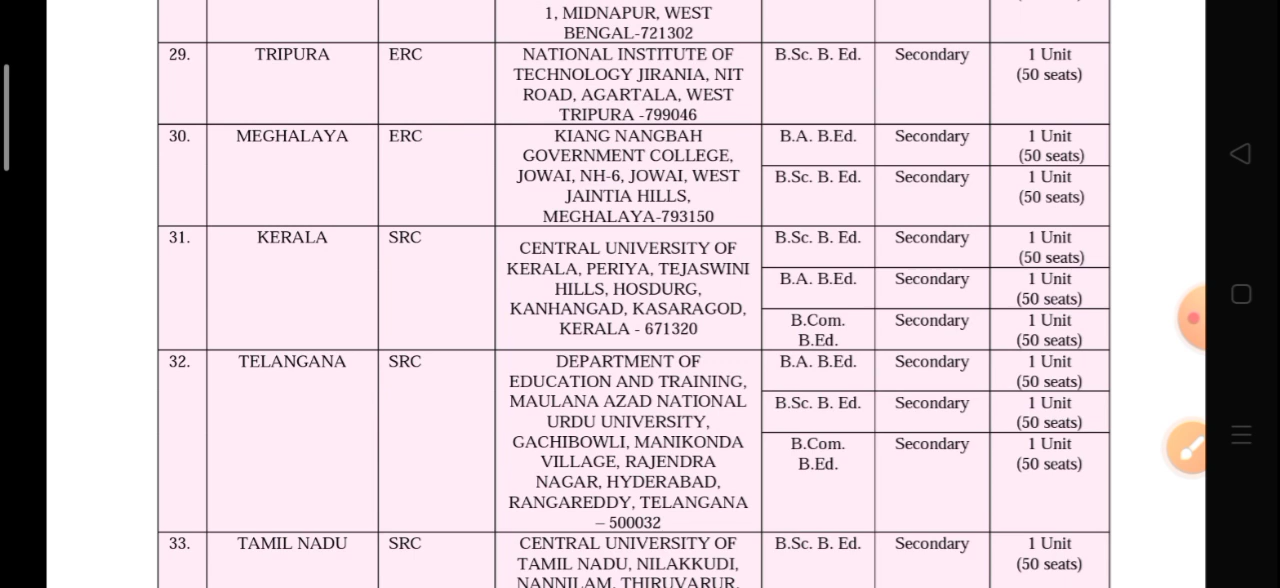 1, MIDNAPUR, WEST
BENGAL-721302
29. TRIPURA ERC NATIONAL INSTITUTE OF B.Sc. B. Ed. Secondary 1 Unit
TECHNOLOGY JIRANIA, NIT (50 seats)
ROAD, AGARTALA, WEST
TRIPURA -799046
30. MEGHALAYA ERC KIANG NANGBAH B.A. B.Ed. Secondary 1 Unit
GOVERNMENT COLLEGE, (50 seats)
JOWAI, NH-6, JOWAI, WEST B.Sc. B. Ed. Secondary 1 Unit
JAINTIA HILLS, (50 seats)
MEGHALAYA-793150
31. KERALA SRC B.Sc. B. Ed. Secondary 1 Unit
CENTRAL UNIVERSITY OF (50 seats)
KERALA, PERIYA, TEJASWINI B.A. B.Ed. Secondary 1 Unit
HILLS, HOSDURG, (50 seats)
KANHANGAD, KASARAGOD, B.Com. Secondary 1 Unit
KERALA - 671320 B.Ed. (50 seats)
32. TELANGANA SRC DEPARTMENT OF B.A. B.Ed. Secondary 1 Unit
EDUCATION AND TRAINING, (50 seats)
MAULANA AZAD NATIONAL B.Sc. B. Ed. Secondary 1 Unit
URDU UNIVERSITY, (50 seats)
GACHIBOWLI, MANIKONDA B.Com. Secondary 1 Unit
VILLAGE, RAJENDRA B.Ed. (50 seats)
NAGAR, HYDERABAD,
RANGAREDDY, TELANGANA
– 500032
33. TAMIL NADU SRC CENTRAL UNIVERSITY OF B.Sc. B. Ed. Secondary 1 Unit
TAMIL NADU, NILAKKUDI, (50 seats)
NANNILAM, THIRUVARUR,